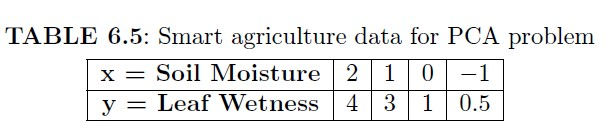 TABLE 6.5: Smart agriculture data for PCA problem
x = Soil Moisture 2 1 0 −1
y = Leaf Wetness 4 3 1 0.5